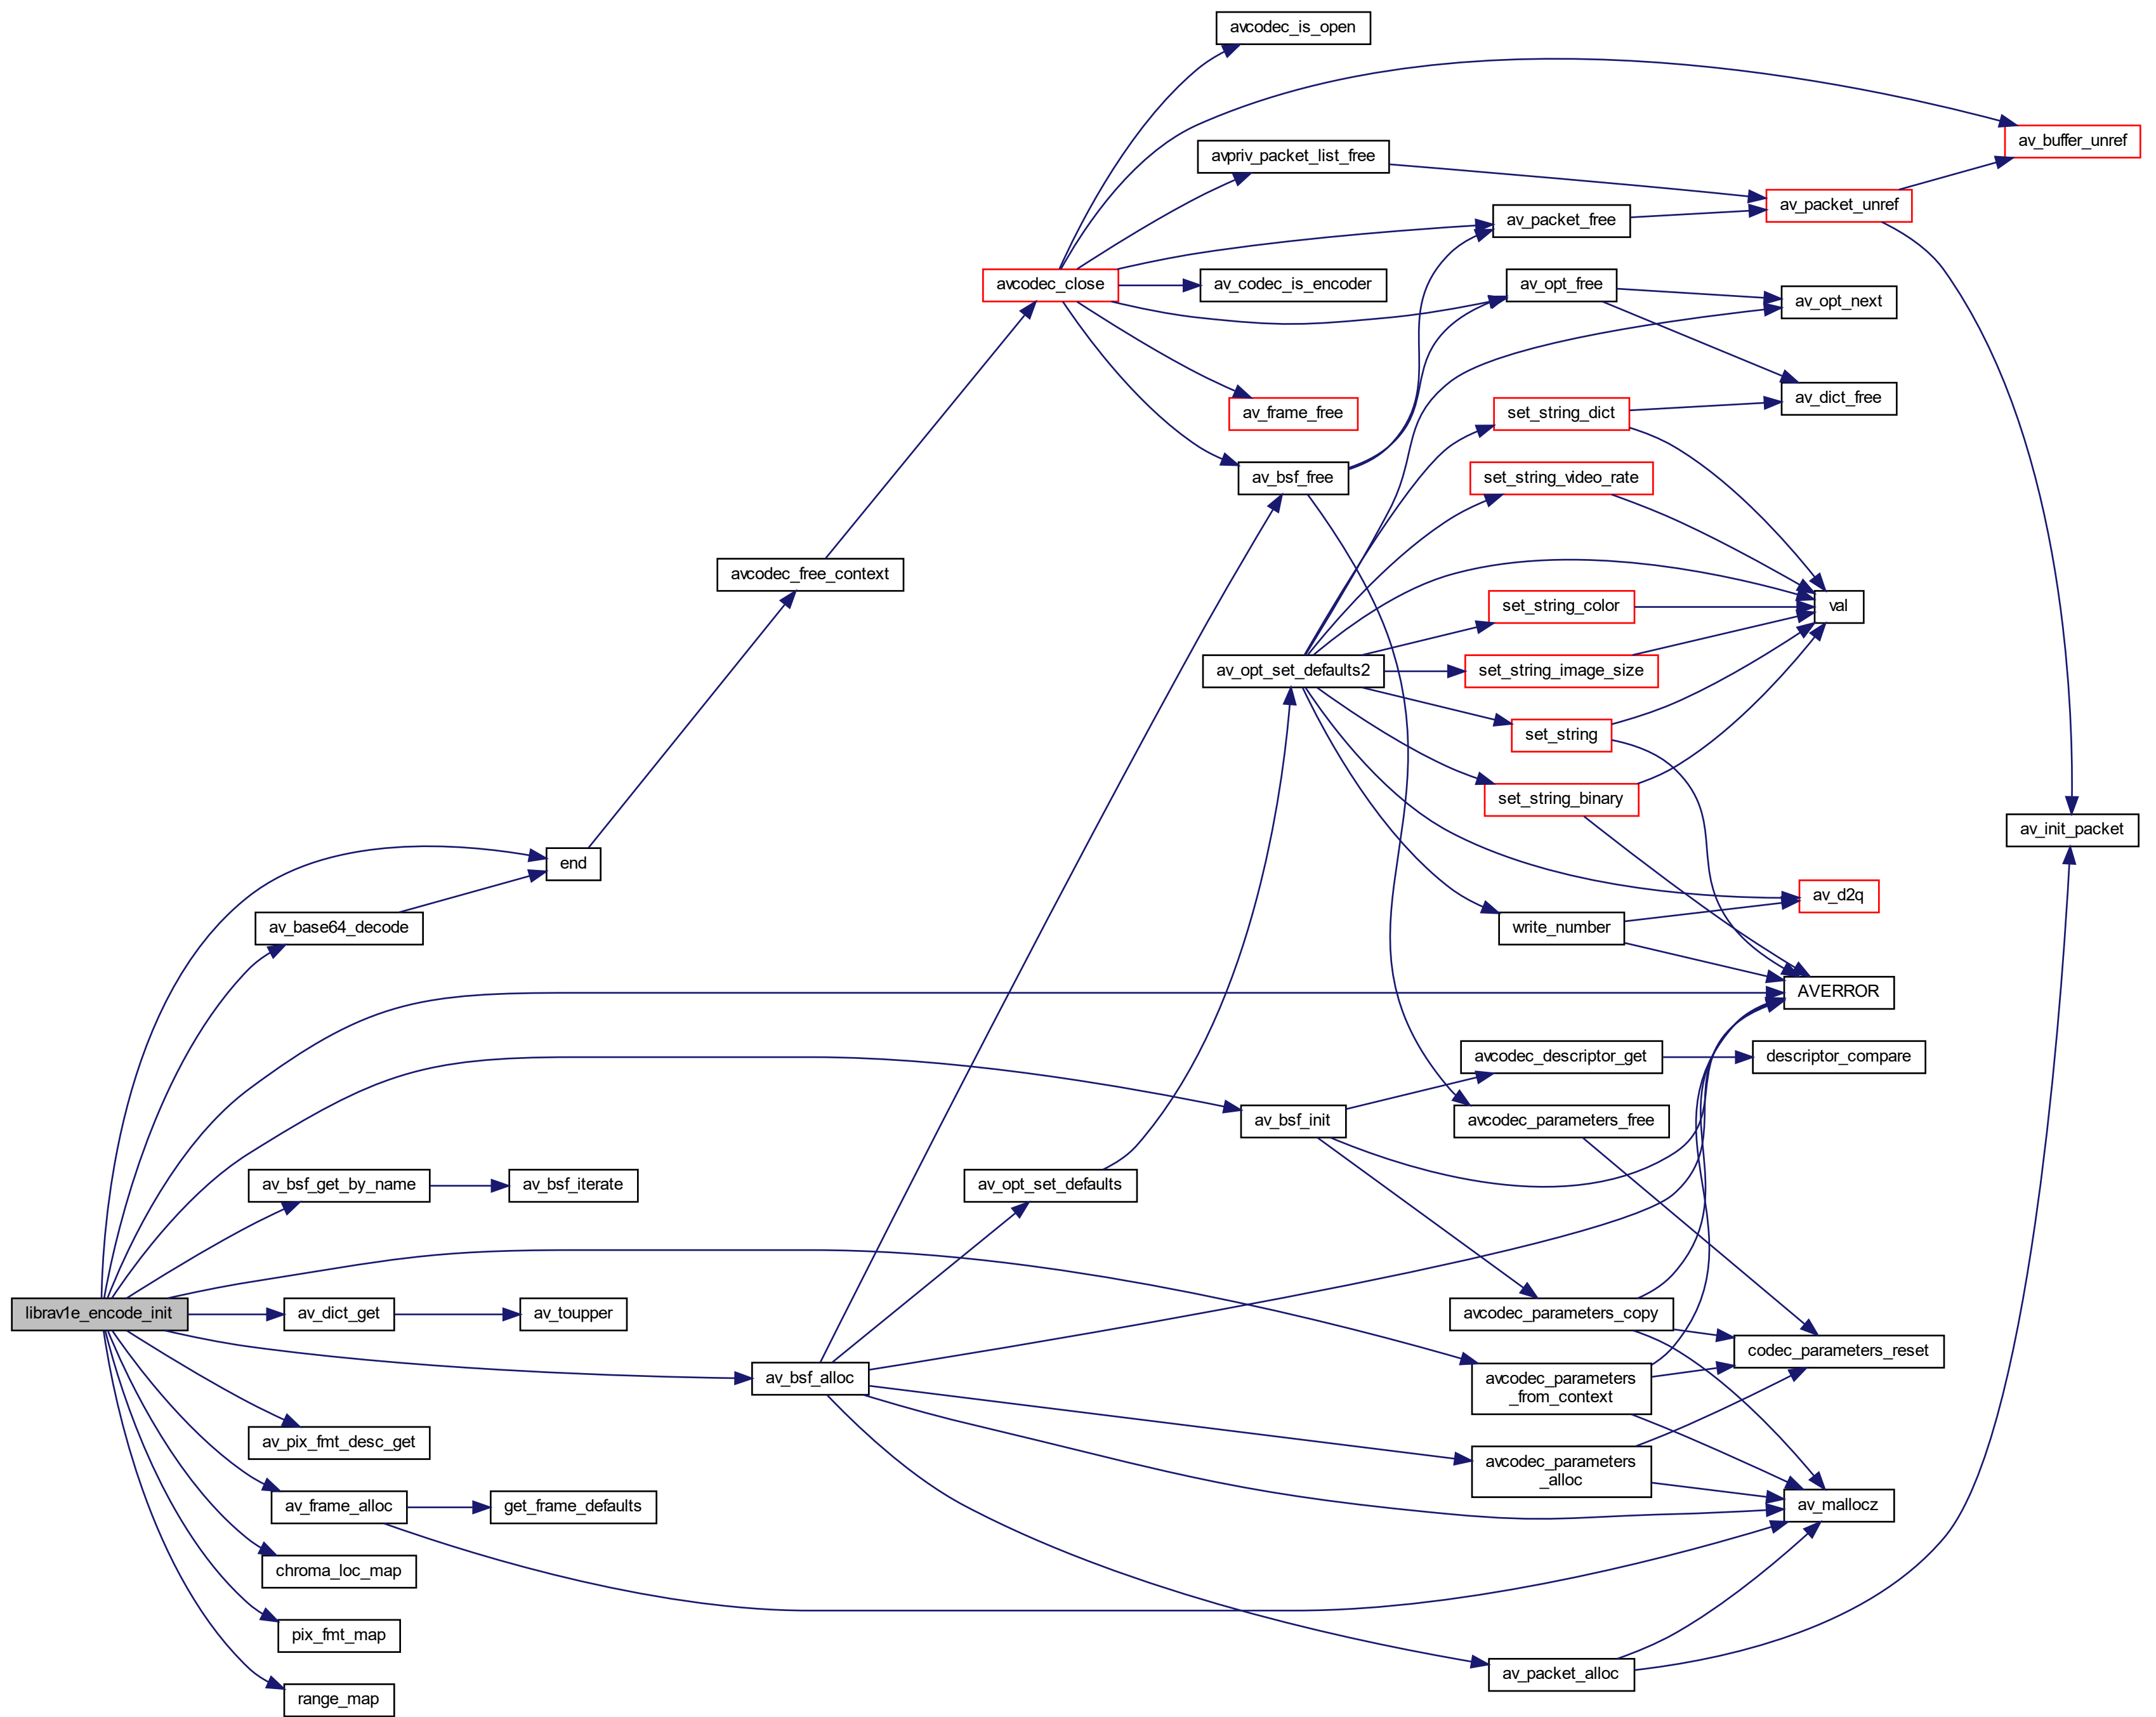 avcodec_is_open
av_buffer_unref
avpriv_packet_list_free
av_packet_unref
av_packet_free
avcodec_close
av_codec_is_encoder
av_opt_free
av_opt_next
av_dict_free
av_frame_free
set_string_dict
av_bsf_free
set_string_video_rate
avcodec_free_context
set_string_color
val
av_opt_set_defaults2
set_string_image_size
set_string
set_string_binary
av_init_packet
end
av_d2q
av_base64_decode
write_number
AVERROR
avcodec_descriptor_get
descriptor_compare
av_bsf_init
avcodec_parameters_free
av_bsf_get_by_name
av_bsf_iterate
av_opt_set_defaults
librav1e_encode_init
av_dict_get
av_toupper
avcodec_parameters_copy
codec_parameters_reset
av_bsf_alloc
avcodec_parameters
_from_context
av_pix_fmt_desc_get
avcodec_parameters
_alloc
av_frame_alloc
get_frame_defaults
av_mallocz
chroma_loc_map
pix_fmt_map
av_packet_alloc
range_map